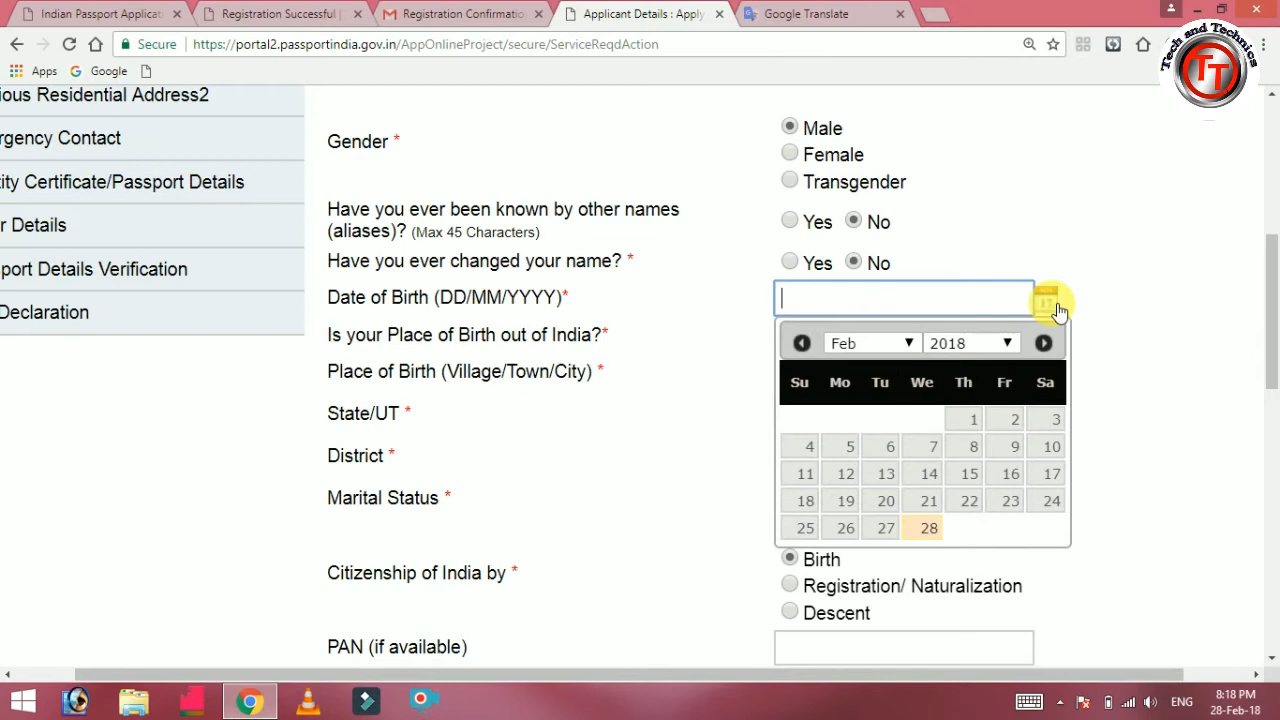 Indian Passport Applicat
Registration Successful |
Registration Confirmatio
Applicant Details : Apply
Google Translate
Secure
https://portal2.passportindia.gov.in/AppOnlineProject/secure/ServiceReqdAction
Tech and Technics
TT
Apps
Google
ious Residential Address2
rgency Contact
tity Certificate/Passport Details
r Details
sport Details Verification
Declaration
Gender *
Male
Female
Transgender
Have you ever been known by other names
(aliases)? (Max 45 Characters)
Yes No
Have you ever changed your name? *
Yes No
Date of Birth (DD/MM/YYYY)*
Is your Place of Birth out of India?*
Place of Birth (Village/Town/City) *
State/UT *
District *
Marital Status *
Feb 2018
Su Mo Tu We Th Fr Sa
1 2 3
4 5 6 7 8 9 10
11 12 13 14 15 16 17
18 19 20 21 22 23 24
25 26 27 28
Citizenship of India by *
Birth
Registration/ Naturalization
Descent
PAN (if available)
ENG
8:18 PM
28-Feb-18